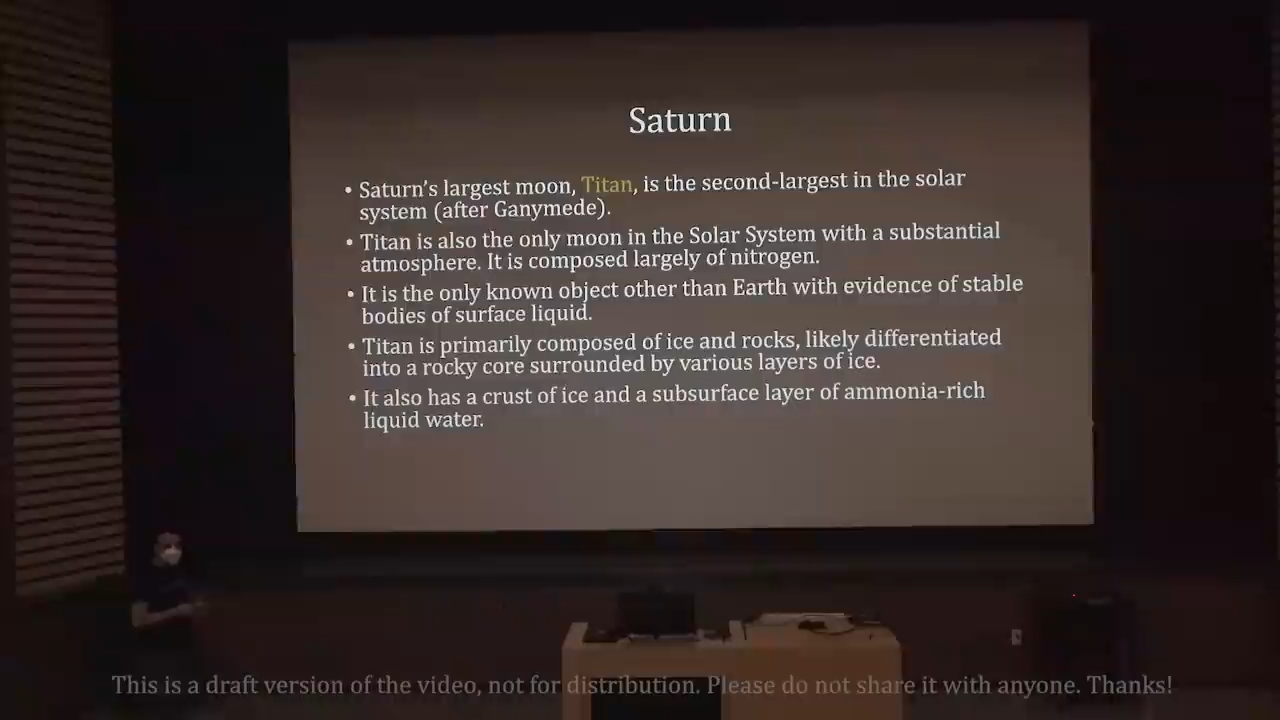 Saturn
• Saturn's largest moon, Titan, is the second-largest in the solar
system (after Ganymede).
• Titan is also the only moon in the Solar System with a substantial
atmosphere. It is composed largely of nitrogen.
• It is the only known object other than Earth with evidence of stable
bodies of surface liquid.
• Titan is primarily composed of ice and rocks, likely differentiated
into a rocky core surrounded by various layers of ice.
• It also has a crust of ice and a subsurface layer of ammonia-rich
liquid water.
This is a draft version of the video, not for distribution. Please do not share it with anyone. Thanks!